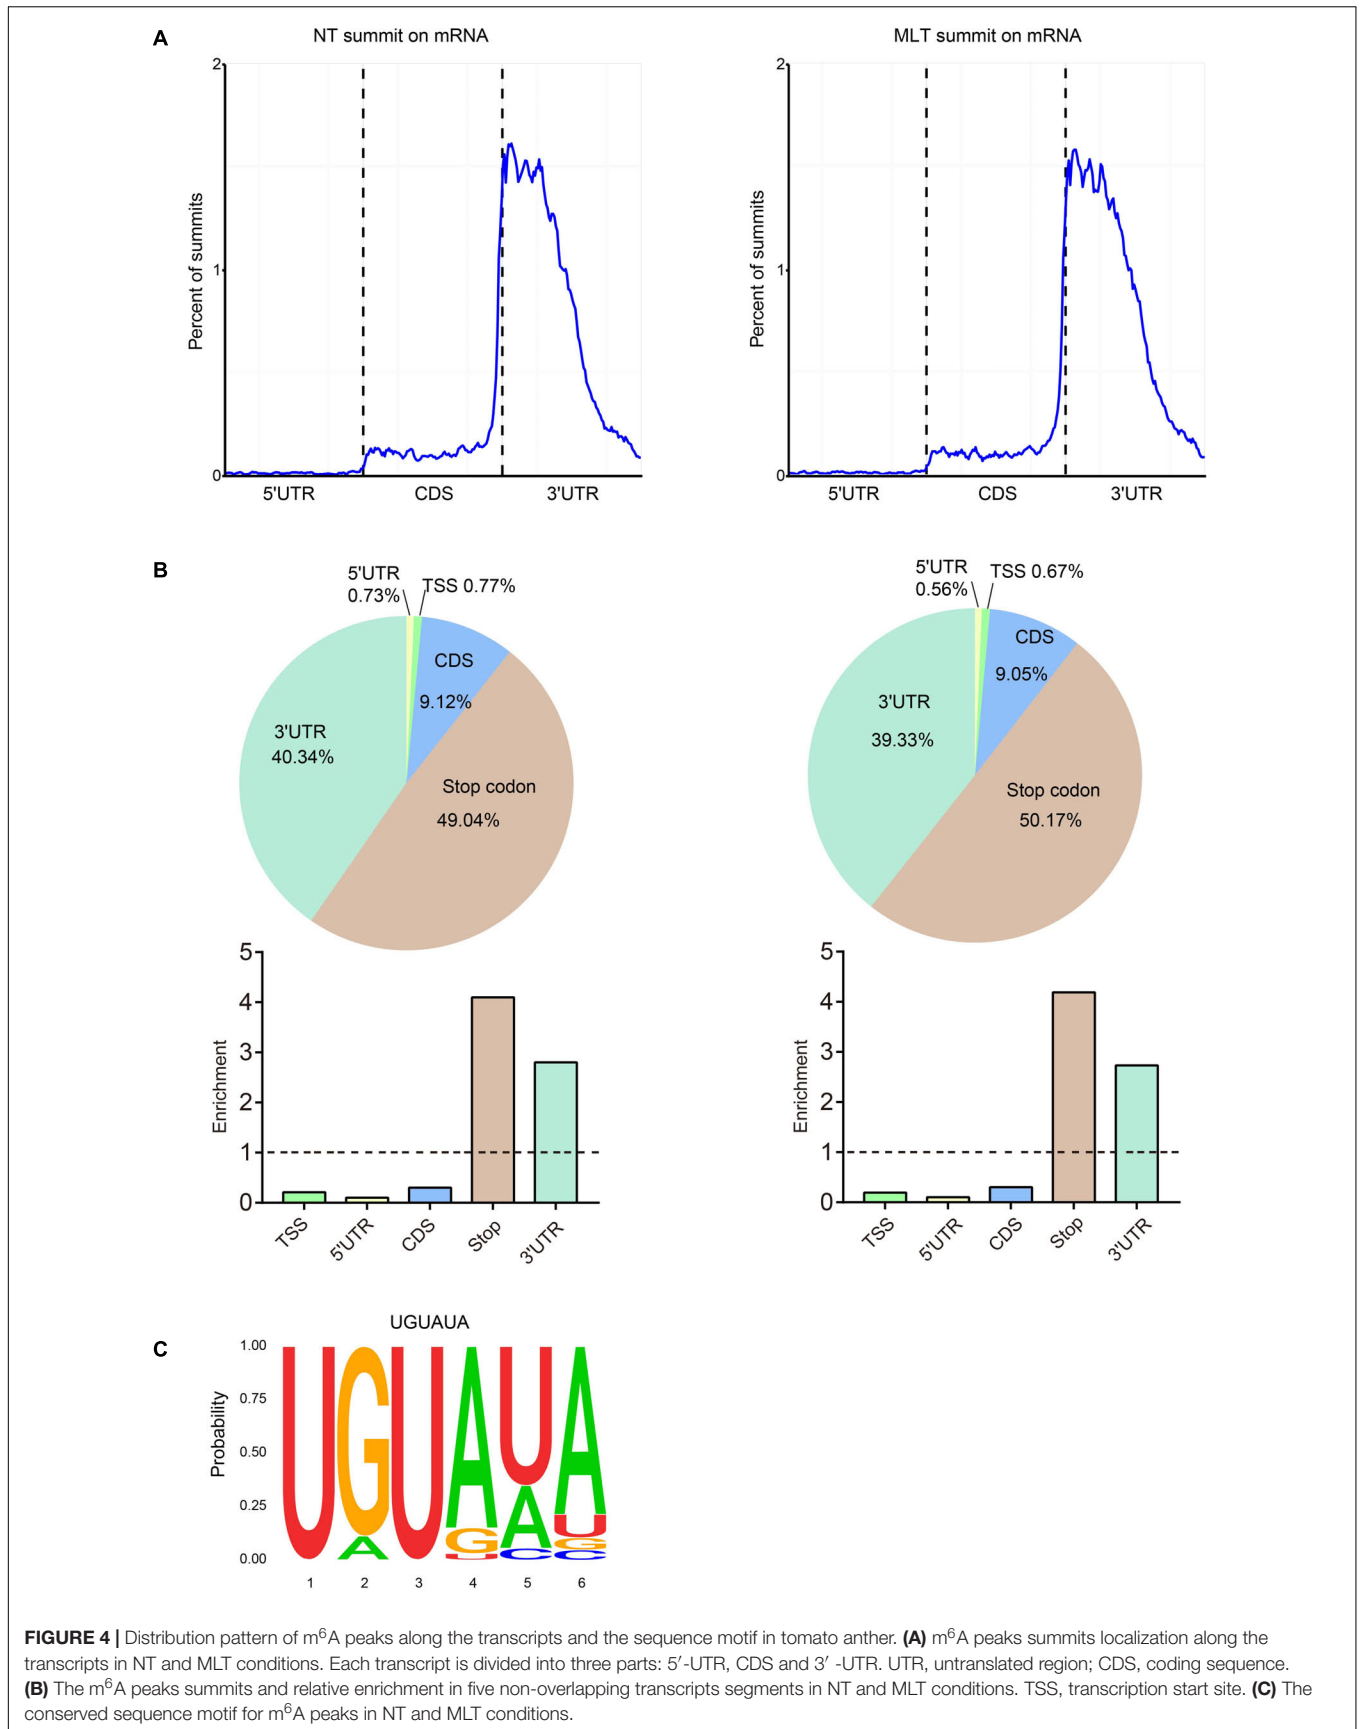 A
NT summit on mRNA
MLT summit on mRNA
Percent of summits
2
1
0
5'UTR CDS 3'UTR
Percent of summits
2
1
0
5'UTR CDS 3'UTR
B
5'UTR
0.73%
TSS 0.77%
CDS
9.12%
3'UTR
40.34%
Stop codon
49.04%
5'UTR
0.56%
TSS 0.67%
CDS
9.05%
3'UTR
39.33%
Stop codon
50.17%
Enrichment
5
4
3
2
1
0
TSS 5'UTR CDS Stop 3'UTR
Enrichment
5
4
3
2
1
0
TSS 5'UTR CDS Stop 3'UTR
C
UGUAUA
Probability
1.00
0.75
0.50
0.25
0.00
U G U A U A
A G A U
U C G
C
1 2 3 4 5 6
FIGURE 4 | Distribution pattern of m⁶A peaks along the transcripts and the sequence motif in tomato anther. (A) m⁶A peaks summits localization along the
transcripts in NT and MLT conditions. Each transcript is divided into three parts: 5′-UTR, CDS and 3′ -UTR. UTR, untranslated region; CDS, coding sequence.
(B) The m⁶A peaks summits and relative enrichment in five non-overlapping transcripts segments in NT and MLT conditions. TSS, transcription start site. (C) The
conserved sequence motif for m⁶A peaks in NT and MLT conditions.